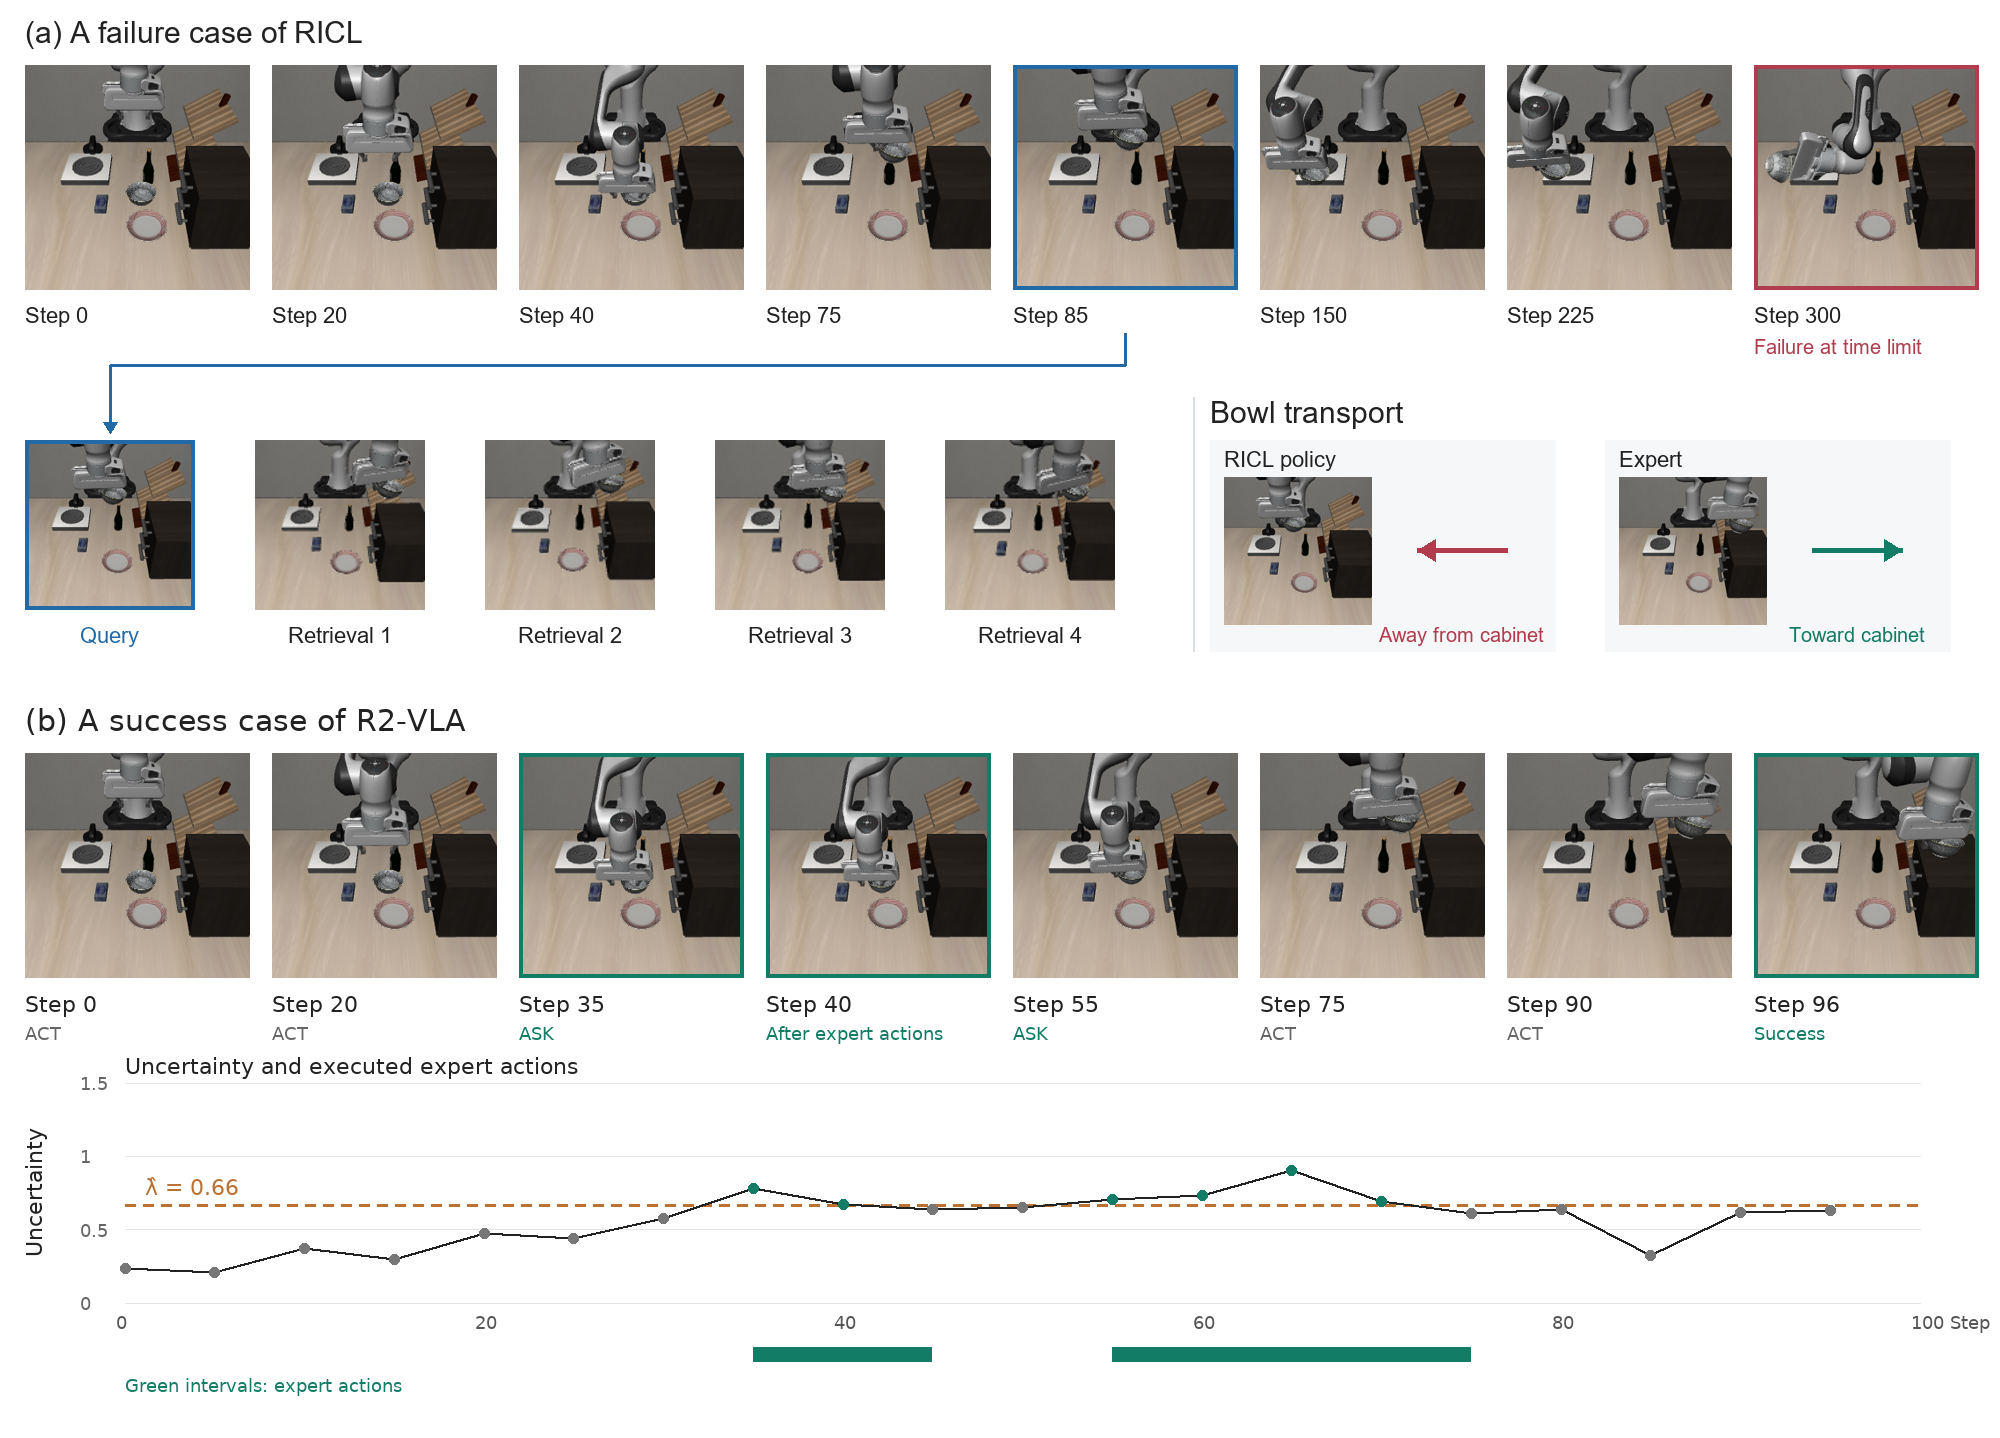 (a) A failure case of RICL
Step 0
Step 20
Step 40
Step 75
Step 85
Step 150
Step 225
Step 300
Failure at time limit
Query
Retrieval 1
Retrieval 2
Retrieval 3
Retrieval 4
Bowl transport
RICL policy
Away from cabinet
Expert
Toward cabinet
(b) A success case of R2-VLA
Step 0
ACT
Step 20
ACT
Step 35
ASK
Step 40
After expert actions
Step 55
ASK
Step 75
ACT
Step 90
ACT
Step 96
Success
Uncertainty and executed expert actions
Uncertainty
1.5
1
0.5
0
λ̂ = 0.66
0
20
40
60
80
100 Step
Green intervals: expert actions